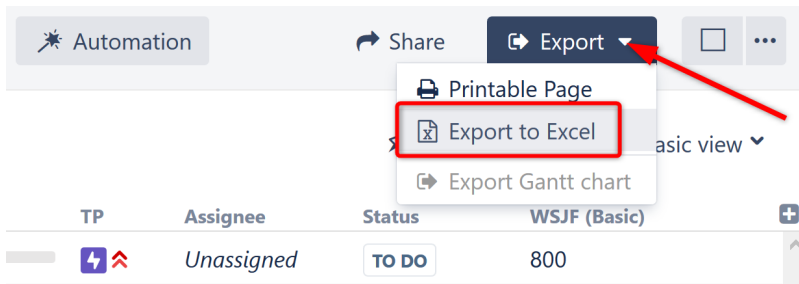 Automation Share Export
Printable Page
Export to Excel
asic view
Export Gantt chart
TP Assignee Status WSJF (Basic)
Unassigned TO DO 800